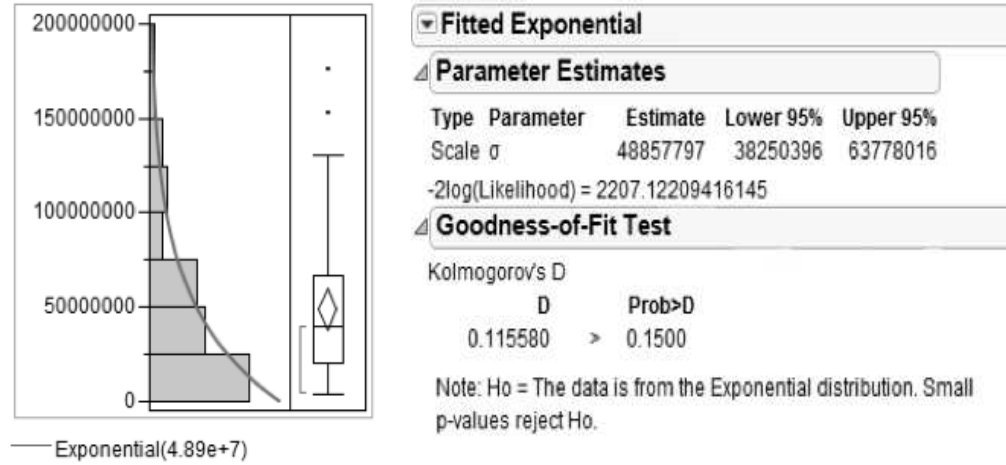 200000000
150000000
100000000
50000000
0
Exponential(4.89e+7)
Fitted Exponential
Parameter Estimates
Type Parameter Estimate Lower 95% Upper 95%
Scale σ 48857797 38250396 63778016
-2log(Likelihood) = 2207.12209416145
Goodness-of-Fit Test
Kolmogorov's D
D Prob>D
0.115580 > 0.1500
Note: Ho = The data is from the Exponential distribution. Small
p-values reject Ho.